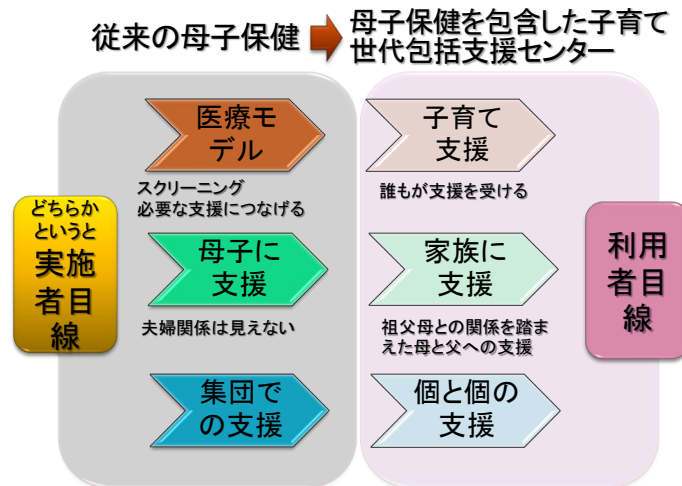 従来の母子保健
母子保健を包含した子育て
世代包括支援センター
どちらか
というと
実施
者目
線
医療モ
デル
スクリーニング
必要な支援につなげる
母子に
支援
夫婦関係は見えない
集団で
の支援
子育て
支援
誰もが支援を受ける
家族に
支援
祖父母との関係を踏ま
えた母と父への支援
個と個の
支援
利用
者目
線